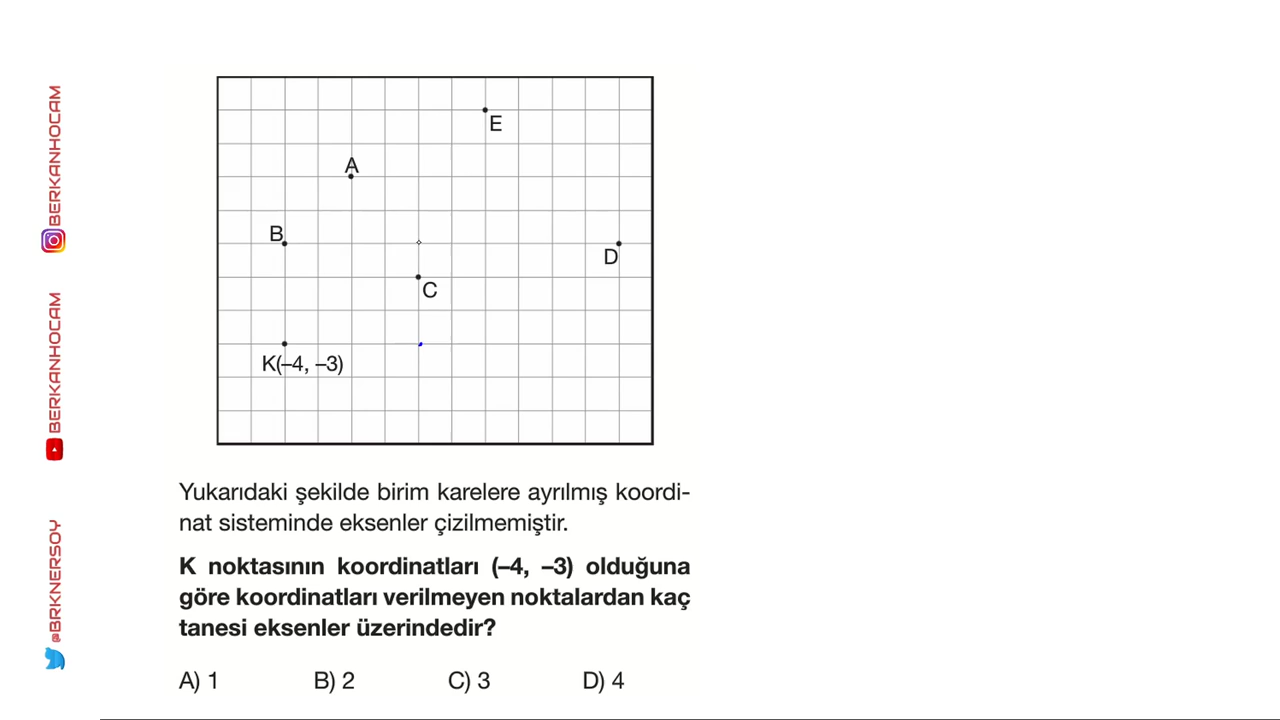 BERKANHOCAM
BERKANHOCAM
@BRKNERSOY
E
A
B
D
C
K(–4, –3)
Yukarıdaki şekilde birim karelere ayrılmış koordi-
nat sisteminde eksenler çizilmemiştir.
K noktasının koordinatları (–4, –3) olduğuna
göre koordinatları verilmeyen noktalardan kaç
tanesi eksenler üzerindedir?
A) 1 B) 2 C) 3 D) 4